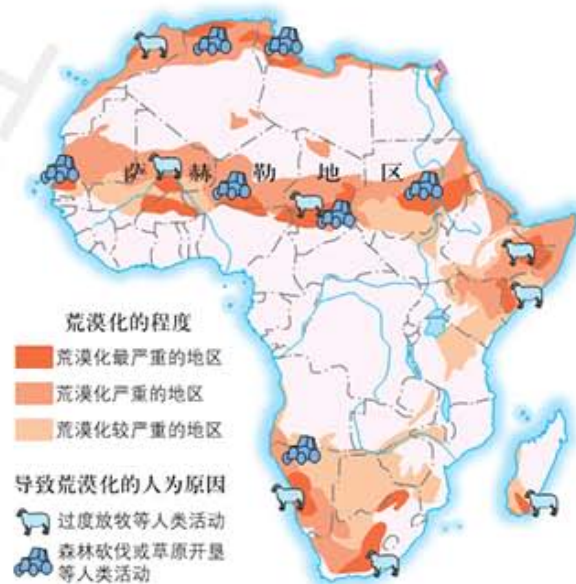 萨赫勒地区
荒漠化的程度
荒漠化最严重的地区
荒漠化严重的地区
荒漠化较严重的地区
导致荒漠化的人为原因
过度放牧等人类活动
森林砍伐或草原开垦
等人类活动